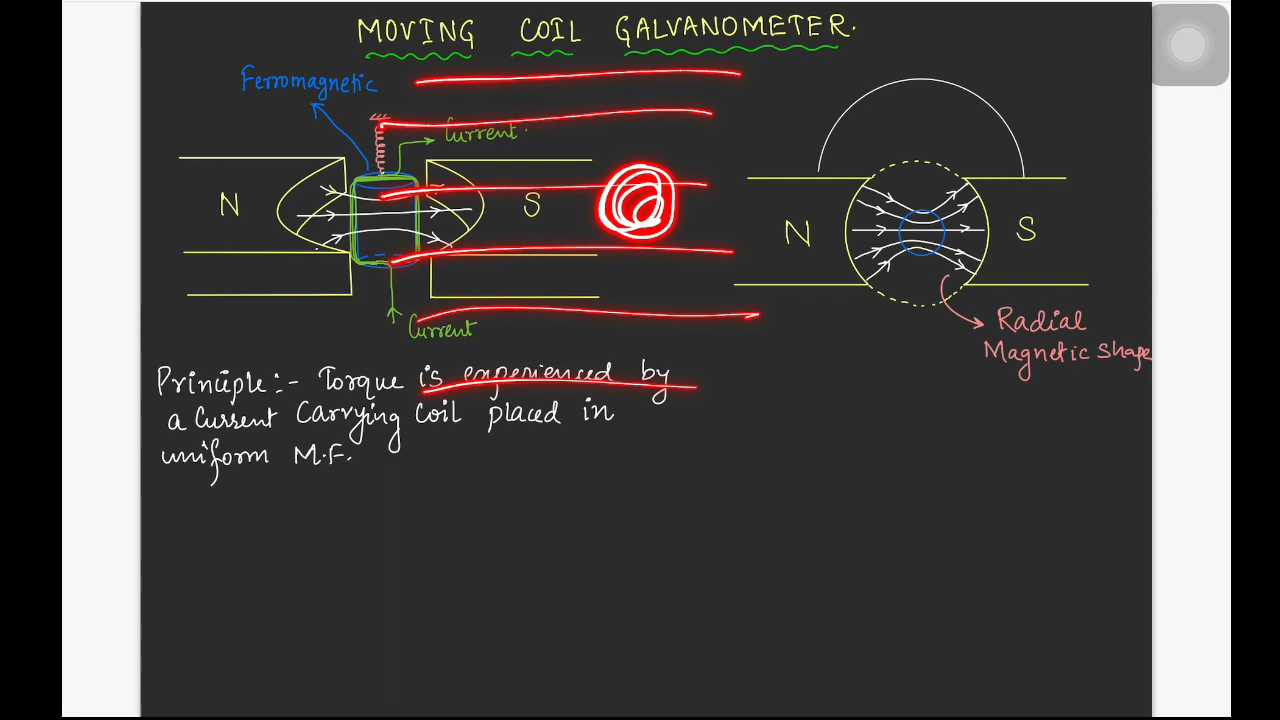 MOVING COIL GALVANOMETER.
Ferromagnetic
Current.
N
S
Current
N
S
Radial
Magnetic Shape
Principle:- Torque is experienced by
a Current Carrying Coil placed in
uniform M.F.